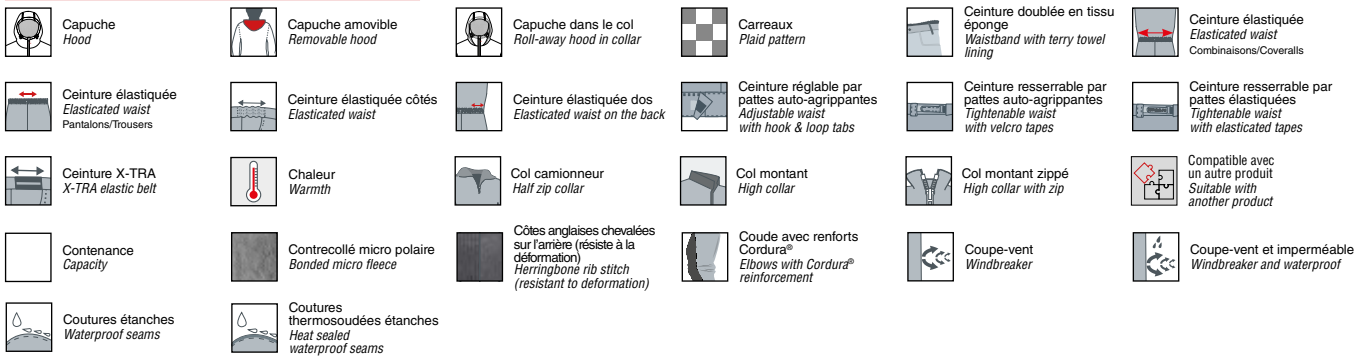 Capuche
Hood
Capuche amovible
Removable hood
Capuche dans le col
Roll-away hood in collar
Carreaux
Plaid pattern
Ceinture doublée en tissu
éponge
Waistband with terry towel
lining
Ceinture élastiquée
Elasticated waist
Combinaisons/Coveralls
Ceinture élastiquée
Elasticated waist
Pantalons/Trousers
Ceinture élastiquée côtés
Elasticated waist
Ceinture élastiquée dos
Elasticated waist on the back
Ceinture réglable par
pattes auto-agrippantes
Adjustable waist
with hook & loop tabs
Ceinture resserrable par
pattes auto-agrippantes
Tightenable waist
with velcro tapes
Ceinture resserrable par
pattes élastiquées
Tightenable waist
with elasticated tapes
Ceinture X-TRA
X-TRA elastic belt
Chaleur
Warmth
Col camionneur
Half zip collar
Col montant
High collar
Col montant zippé
High collar with zip
Compatible avec
un autre produit
Suitable with
another product
Contenance
Capacity
Contrecollé micro polaire
Bonded micro fleece
Côtes anglaises chevalées
sur l'arrière (résiste à la
déformation)
Herringbone rib stitch
(resistant to deformation)
Coude avec renforts
Cordura®
Elbows with Cordura®
reinforcement
Coupe-vent
Windbreaker
Coupe-vent et imperméable
Windbreaker and waterproof
Coutures étanches
Waterproof seams
Coutures
thermosoudées étanches
Heat sealed
waterproof seams